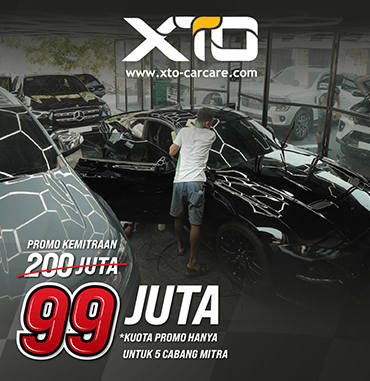 XTO
www.xto-carcare.com
PROMO KEMITRAAN
200 JUTA
99 JUTA
*KUOTA PROMO HANYA
UNTUK 5 CABANG MITRA